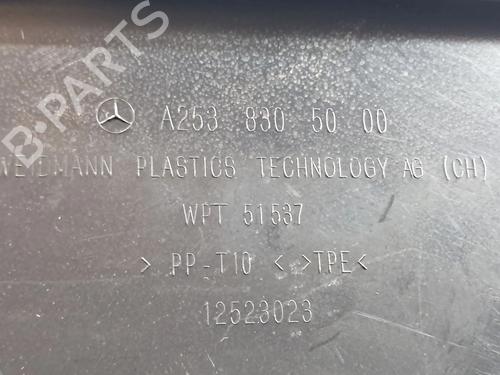 A253 830 50 00
WEIDMANN PLASTICS TECHNOLOGY AG (CH)
WPT 51537
> PP-T10 < >TPE<
12523023
B-PARTS